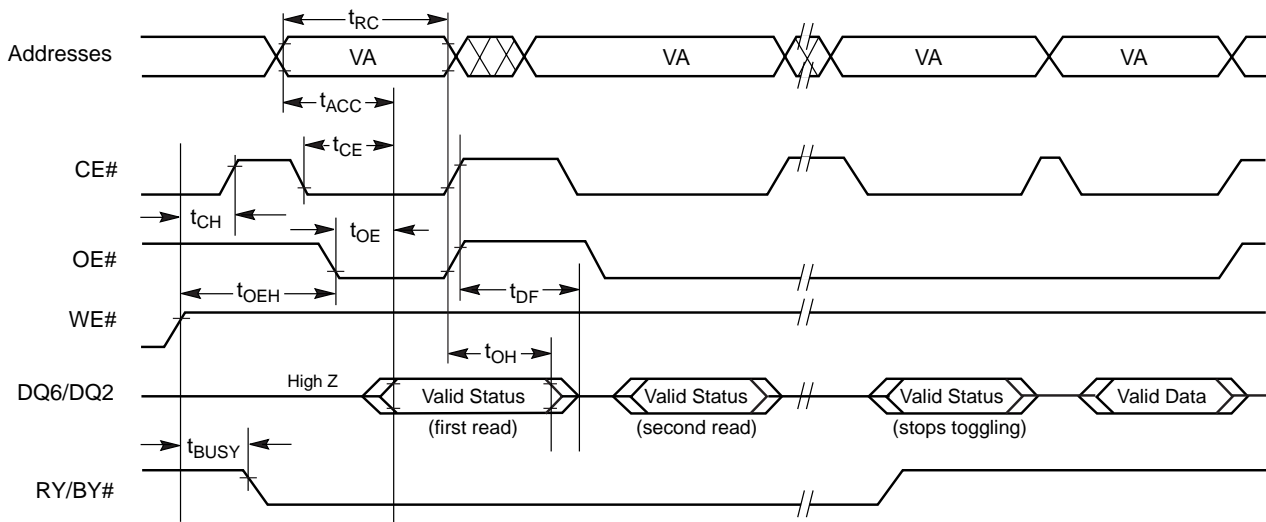 tRC
Addresses VA VA VA VA
tACC
tCE
CE#
tCH tOE
OE#
tOEH tDF
WE#
tOH
DQ6/DQ2 High Z Valid Status Valid Status Valid Status Valid Data
(first read) (second read) (stops toggling)
tBUSY
RY/BY#